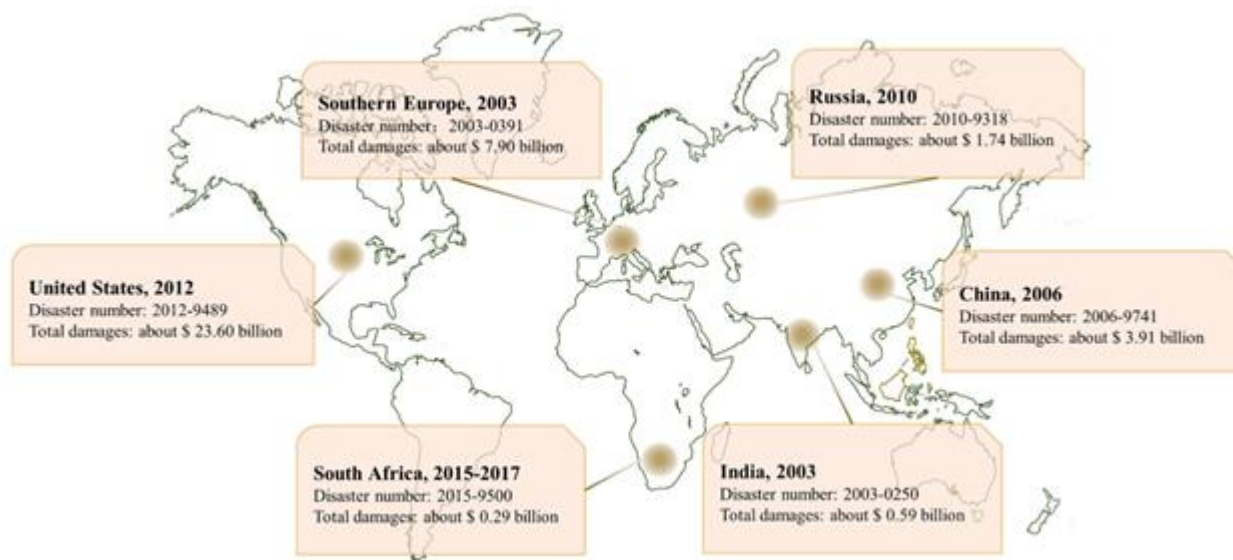 Southern Europe, 2003
Disaster number: 2003-0391
Total damages: about $ 7.90 billion
Russia, 2010
Disaster number: 2010-9318
Total damages: about $ 1.74 billion
United States, 2012
Disaster number: 2012-9489
Total damages: about $ 23.60 billion
China, 2006
Disaster number: 2006-9741
Total damages: about $ 3.91 billion
South Africa, 2015-2017
Disaster number: 2015-9500
Total damages: about $ 0.29 billion
India, 2003
Disaster number: 2003-0250
Total damages: about $ 0.59 billion